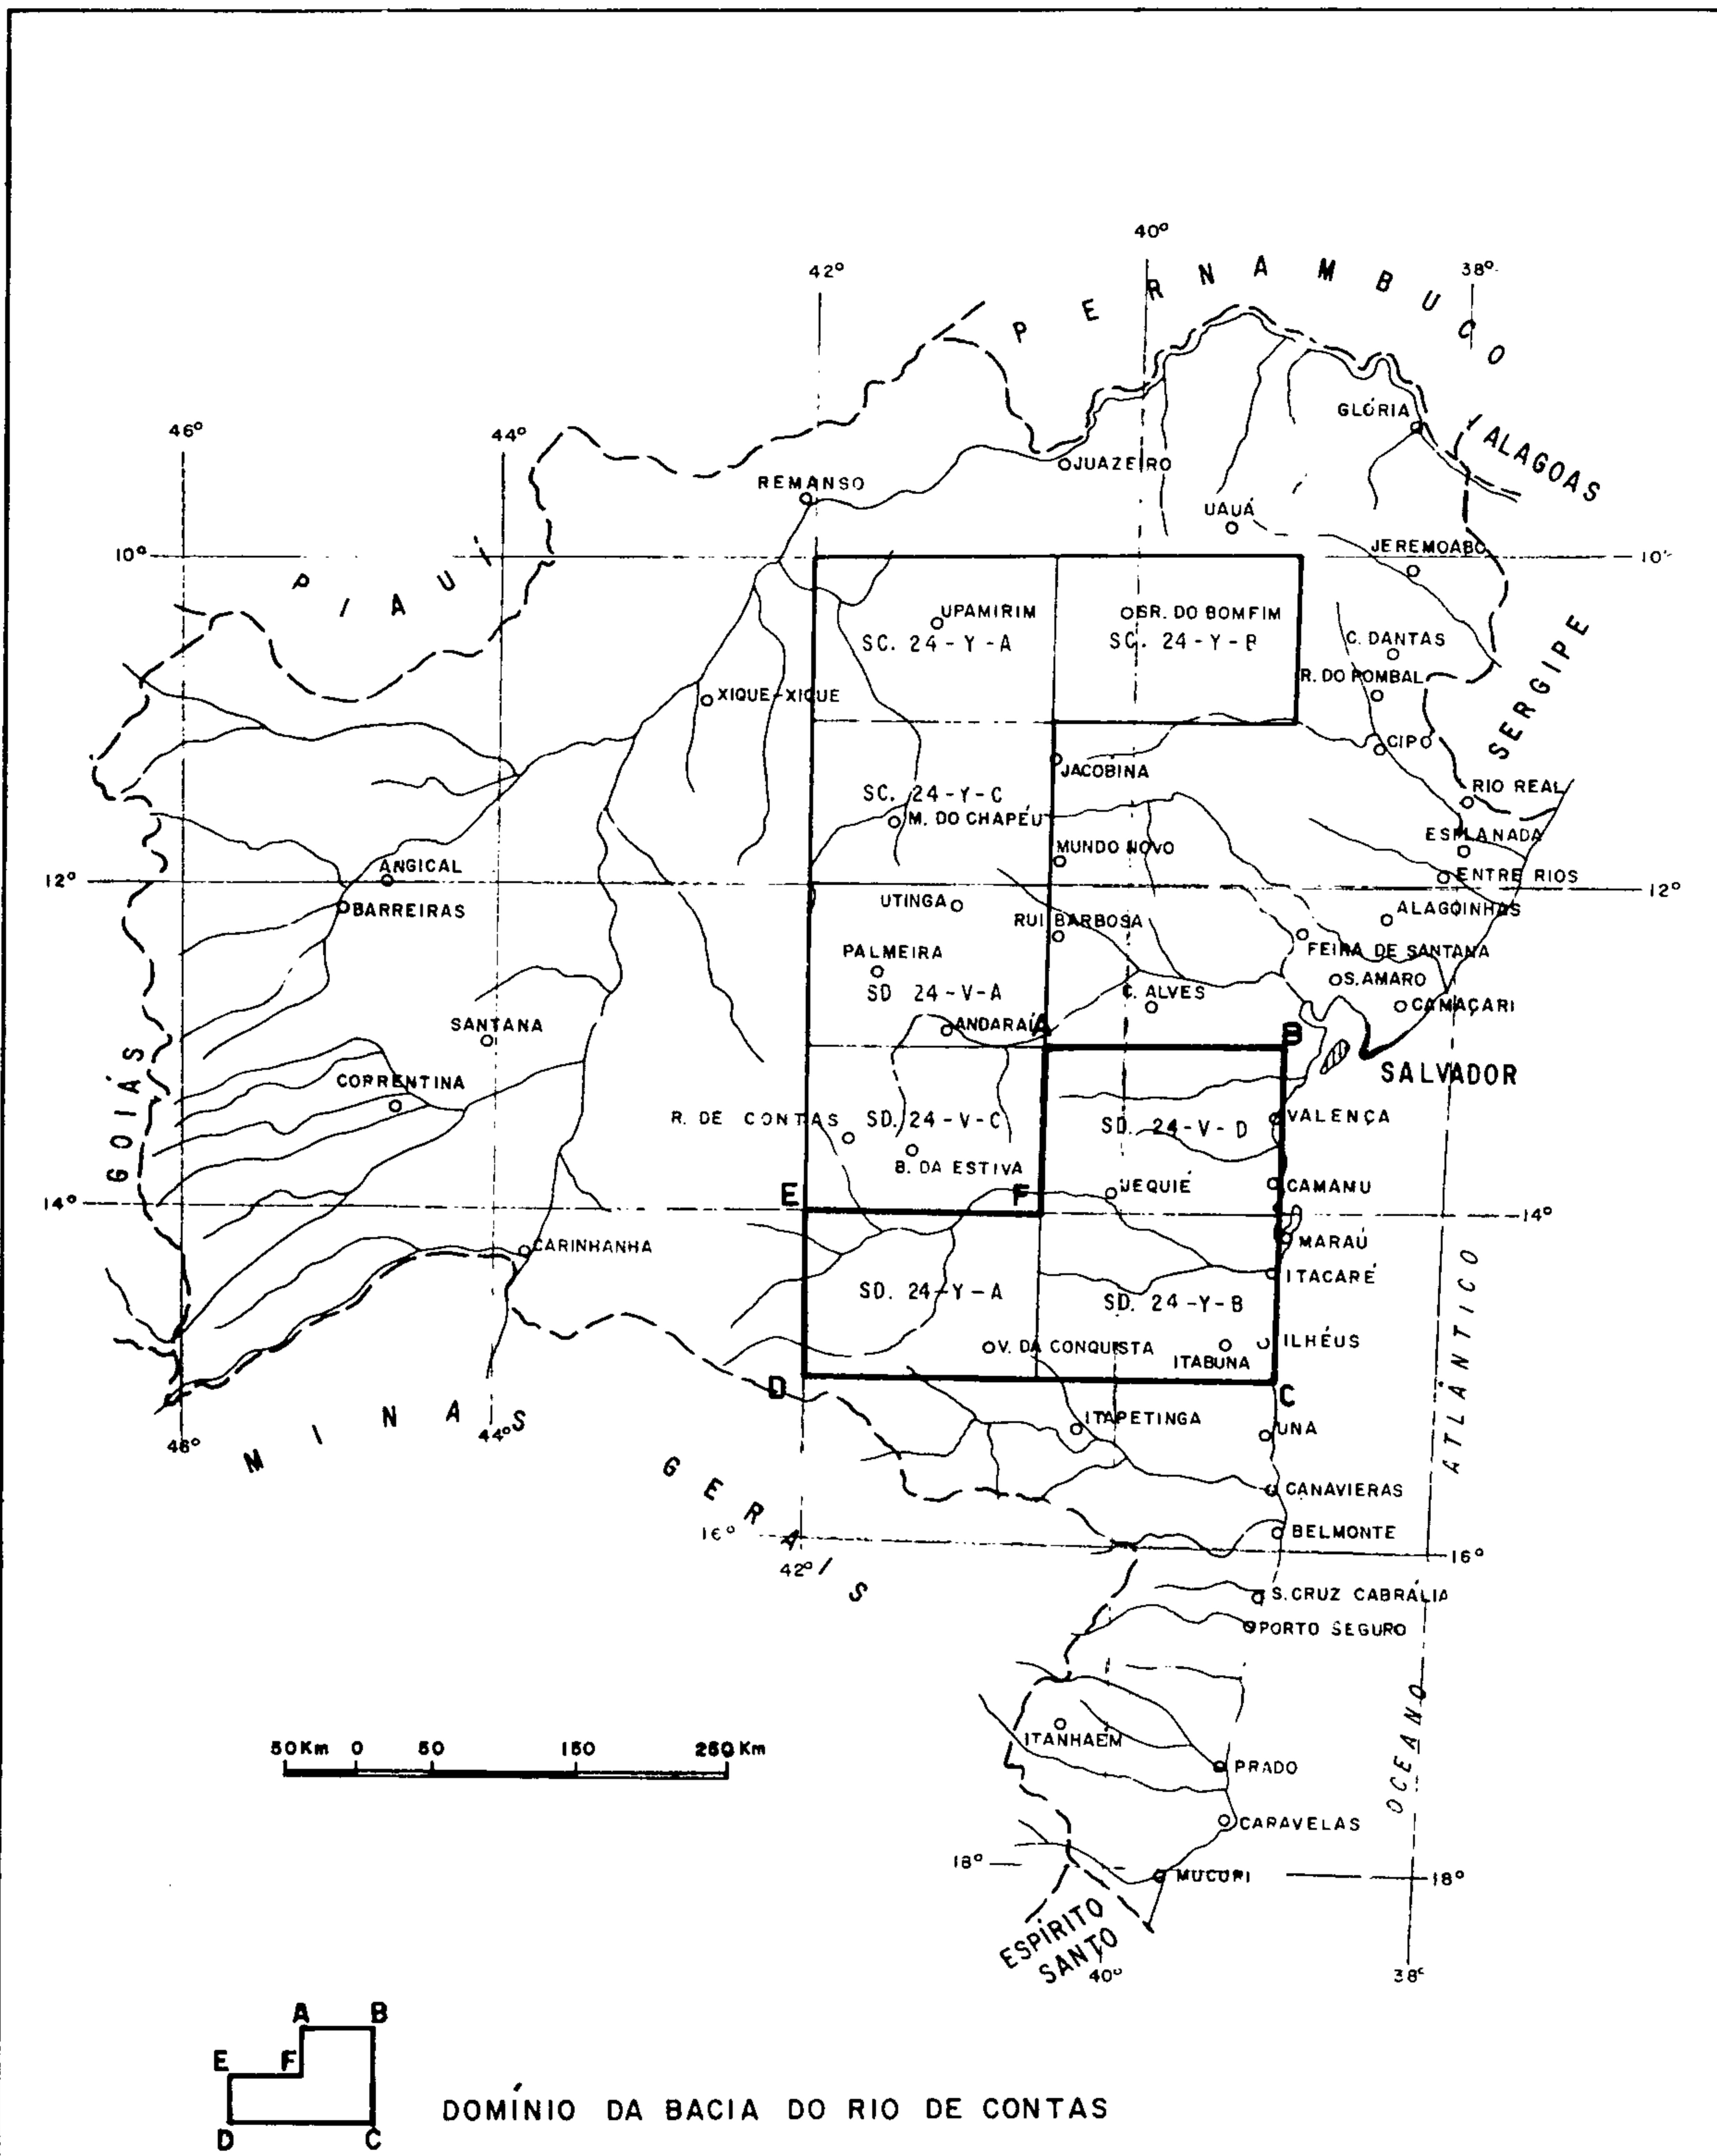 40°
42°
38°
PERNAMBUCO
46°
44°
GLÓRIA
ALAGOAS
JUAZEIRO
REMANSO
UAUÁ
10°
JEREMOABO
10°
PIAUÍ
UPAMIRIM
SR. DO BOMFIM
SC. 24-Y-A
SC. 24-Y-B
C. DANTAS
R. DO POMBAL
SERGIPE
XIQUE-XIQUE
CIPÓ
JACOBINA
RIO REAL
SC. 24-Y-C
M. DO CHAPÉU
ESPLANADA
MUNDO NOVO
ANGICAL
ENTRE RIOS
12°
12°
BARREIRAS
UTINGA
ALAGOINHAS
RUI BARBOSA
FEIRA DE SANTANA
PALMEIRA
S. AMARO
SD 24-V-A
C. ALVES
CAMAÇARI
SANTANA
ANDARAÍ
A
B
SALVADOR
CORRENTINA
GOIÁS
R. DE CONTAS
SD. 24-V-C
SD. 24-V-D
VALENÇA
B. DA ESTIVA
JEQUIÉ
CAMAMU
E
F
14°
14°
MARAÚ
CARINHANHA
ITACARÉ
SD. 24-Y-A
SD. 24-Y-B
V. DA CONQUISTA
ITABUNA
ILHÉUS
D
C
ITAPETINGA
UNA
46°
44°
MINAS GERAIS
CANAVIERAS
BELMONTE
16°
16°
42°
S. CRUZ CABRÁLIA
PORTO SEGURO
OCEANO ATLÂNTICO
ITANHAÉM
50Km 0 50 150 250Km
PRADO
CARAVELAS
18°
18°
MUCURI
ESPÍRITO
SANTO
40°
38°
A B
E F
D C
DOMÍNIO DA BACIA DO RIO DE CONTAS